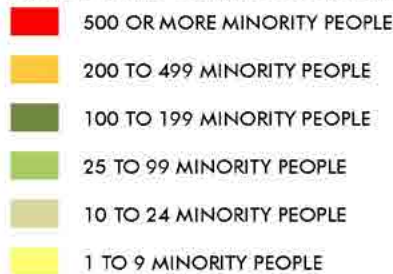 500 OR MORE MINORITY PEOPLE
200 TO 499 MINORITY PEOPLE
100 TO 199 MINORITY PEOPLE
25 TO 99 MINORITY PEOPLE
10 TO 24 MINORITY PEOPLE
1 TO 9 MINORITY PEOPLE